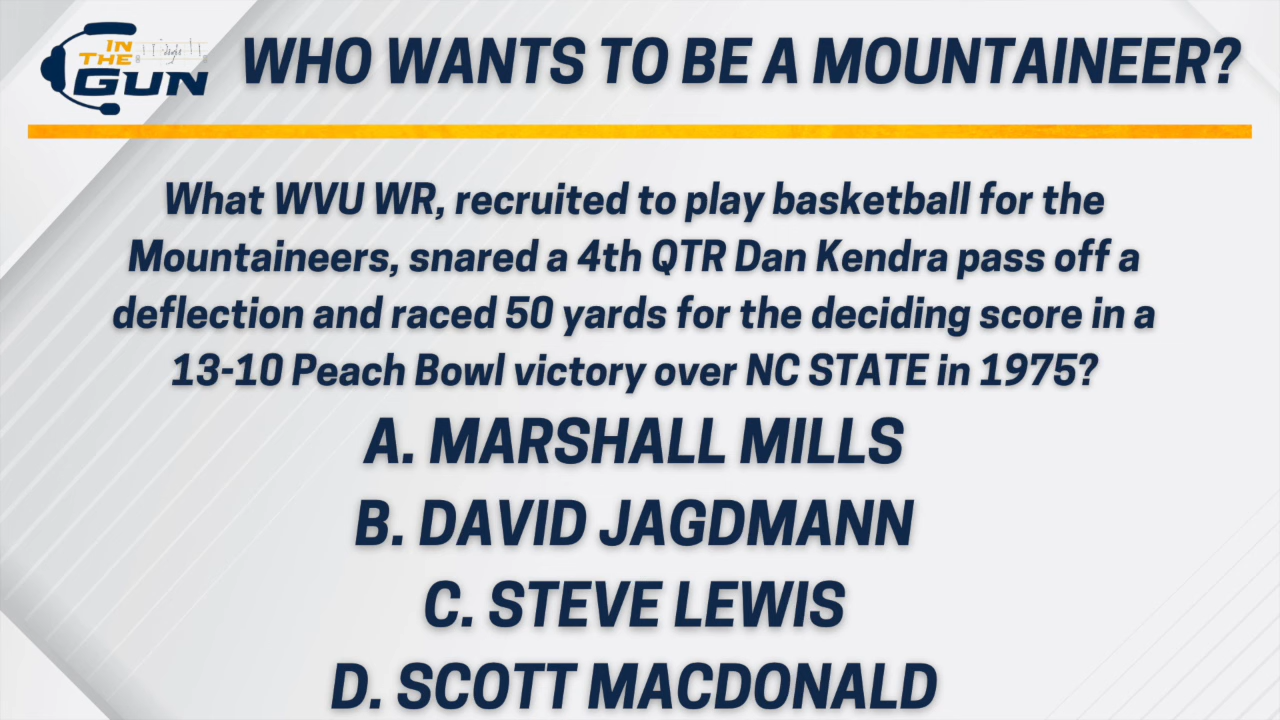 IN
THE
GUN
WHO WANTS TO BE A MOUNTAINEER?
What WVU WR, recruited to play basketball for the
Mountaineers, snared a 4th QTR Dan Kendra pass off a
deflection and raced 50 yards for the deciding score in a
13-10 Peach Bowl victory over NC STATE in 1975?
A. MARSHALL MILLS
B. DAVID JAGDMANN
C. STEVE LEWIS
D. SCOTT MACDONALD